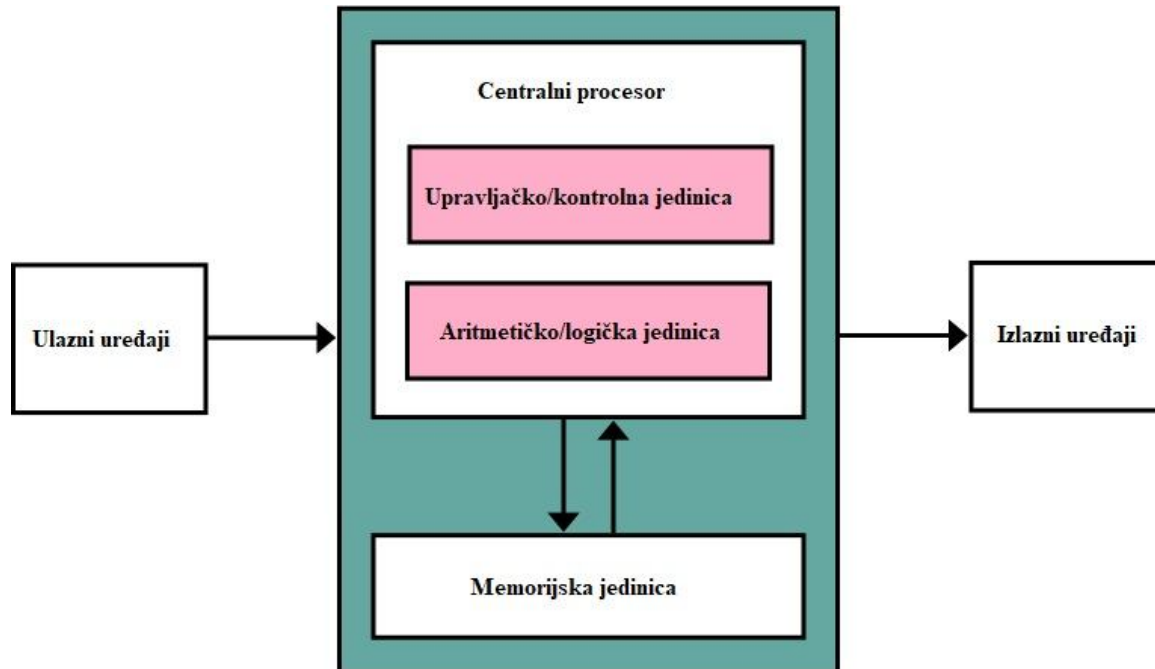 Centralni procesor
Upravljačko/kontrolna jedinica
Ulazni uređaji
Aritmetičko/logička jedinica
Izlazni uređaji
Memorijska jedinica